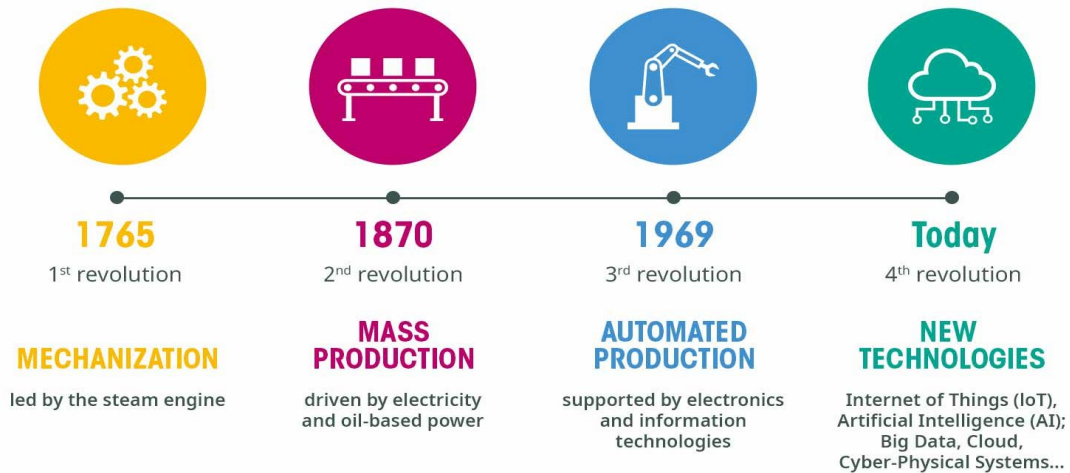 1765
1st revolution
MECHANIZATION
led by the steam engine
1870
2nd revolution
MASS
PRODUCTION
driven by electricity
and oil-based power
1969
3rd revolution
AUTOMATED
PRODUCTION
supported by electronics
and information
technologies
Today
4th revolution
NEW
TECHNOLOGIES
Internet of Things (IoT),
Artificial Intelligence (AI);
Big Data, Cloud,
Cyber-Physical Systems...